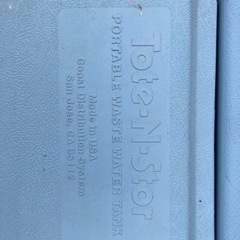 Tote-N-Stor
PORTABLE WASTE WATER TANK
Made in USA
Coast Distribution System
San Jose, CA 95112